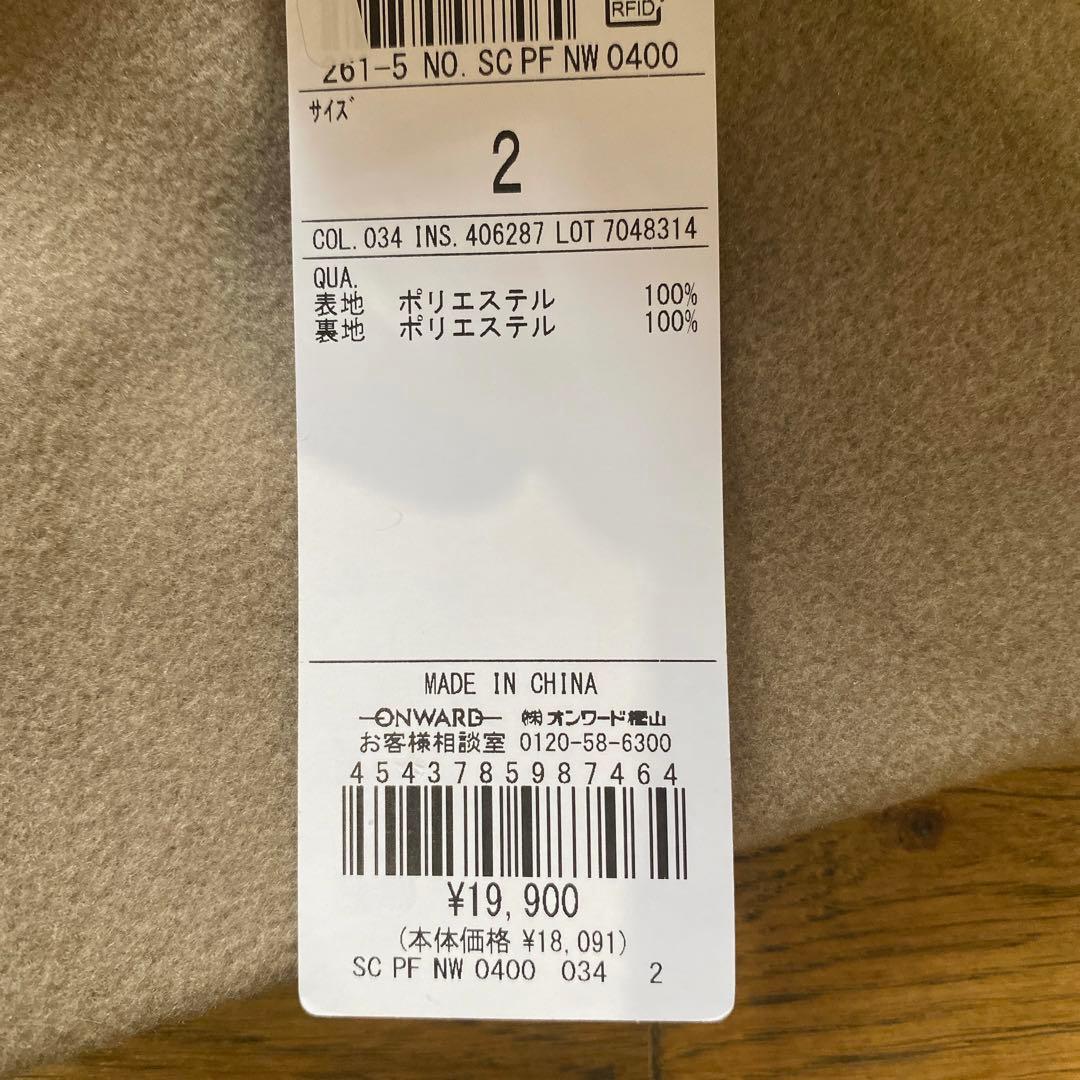 RFID
261-5 NO. SC PF NW 0400
サイズ
2
COL. 034 INS. 406287 LOT 7048314
QUA.
表地 ポリエステル 100%
裏地 ポリエステル 100%
MADE IN CHINA
ONWARD ㈱オンワード樫山
お客様相談室 0120-58-6300
4543785987464
¥19,900
(本体価格 ¥18,091)
SC PF NW 0400 034 2